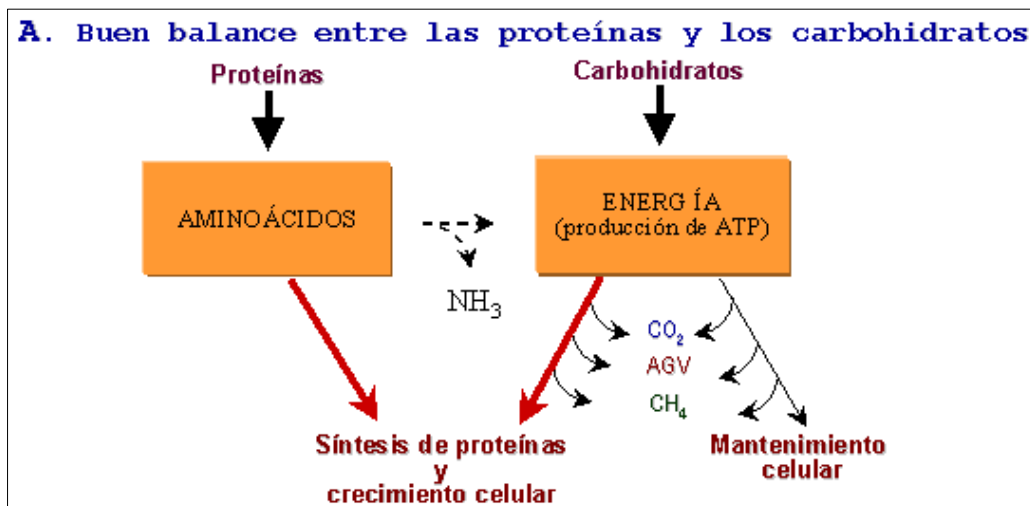 A. Buen balance entre las proteínas y los carbohidratos
Proteínas
Carbohidratos
AMINOÁCIDOS
ENERGÍA
(producción de ATP)
NH₃
CO₂
AGV
CH₄
Síntesis de proteínas
y
crecimiento celular
Mantenimiento
celular